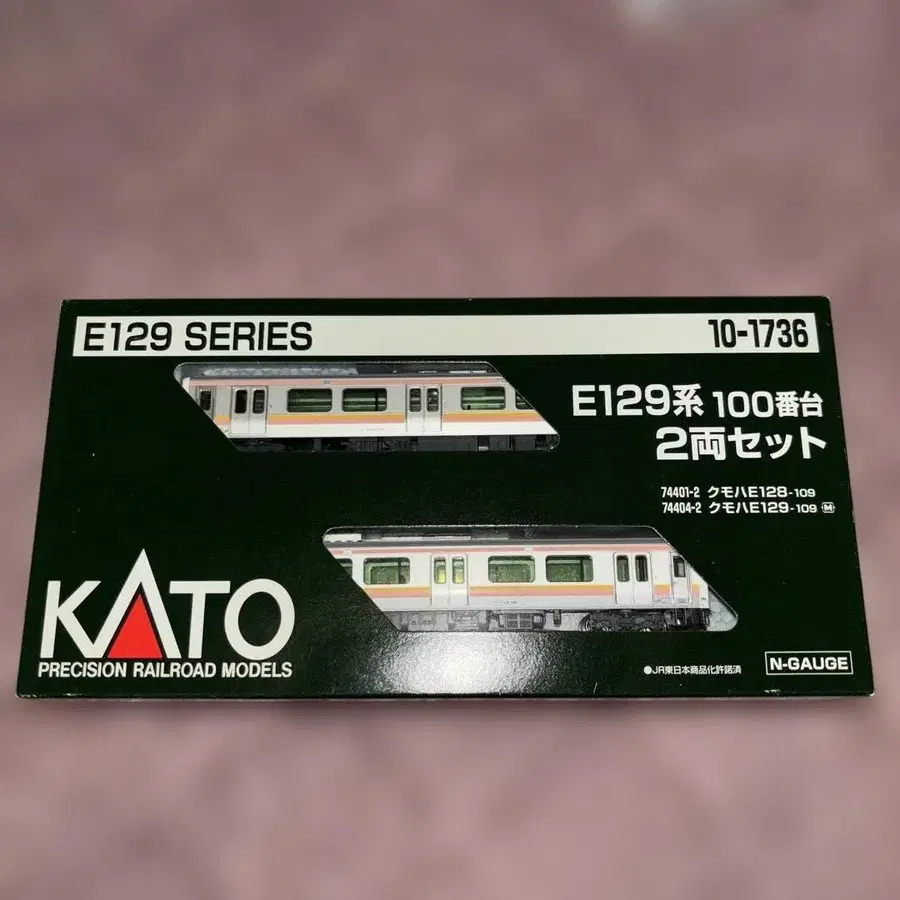 E129 SERIES
10-1736
E129系 100番台
2両セット
74401-2 クモハE128-109
74404-2 クモハE129-109 M
KATO
PRECISION RAILROAD MODELS
●JR東日本商品化許諾済
N-GAUGE